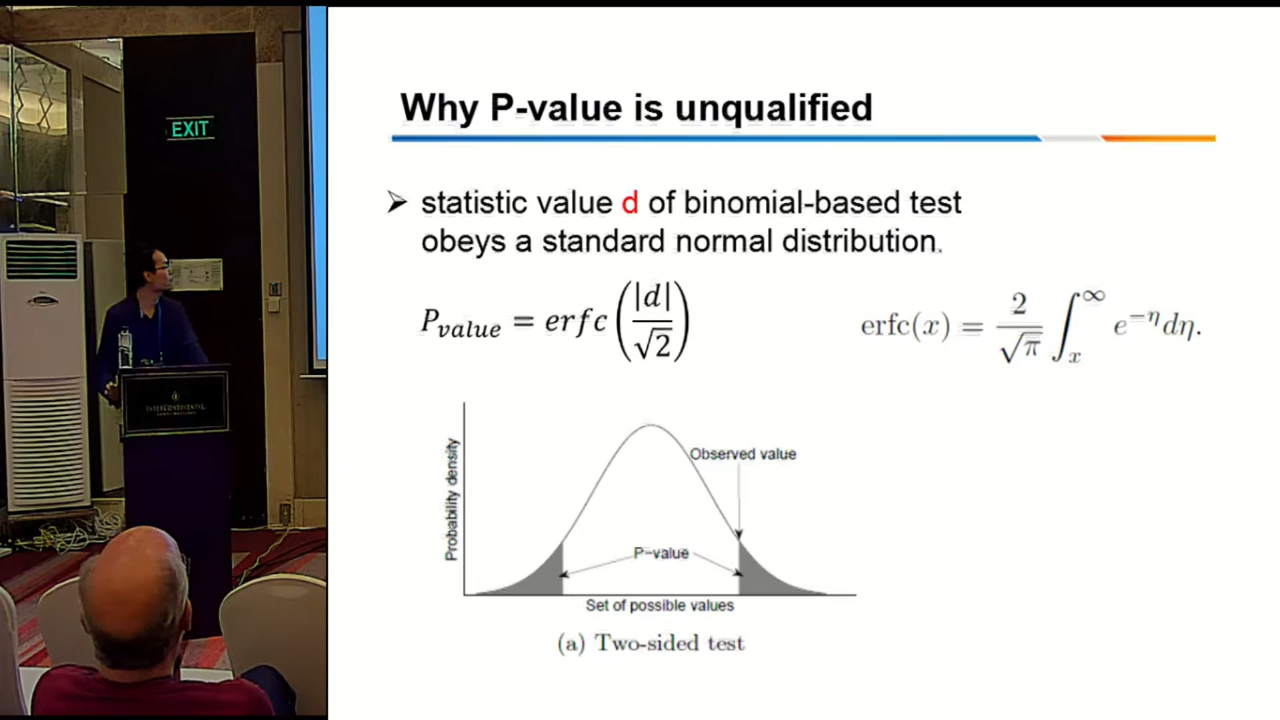 Why P-value is unqualified
EXIT
➢ statistic value d of binomial-based test
obeys a standard normal distribution.
P_value = erfc(|d|/√2)
erfc(x) = 2/√π ∫_x^∞ e^{-η} dη.
INTERCONTINENTAL
Observed value
Probability density
P-value
Set of possible values
(a) Two-sided test